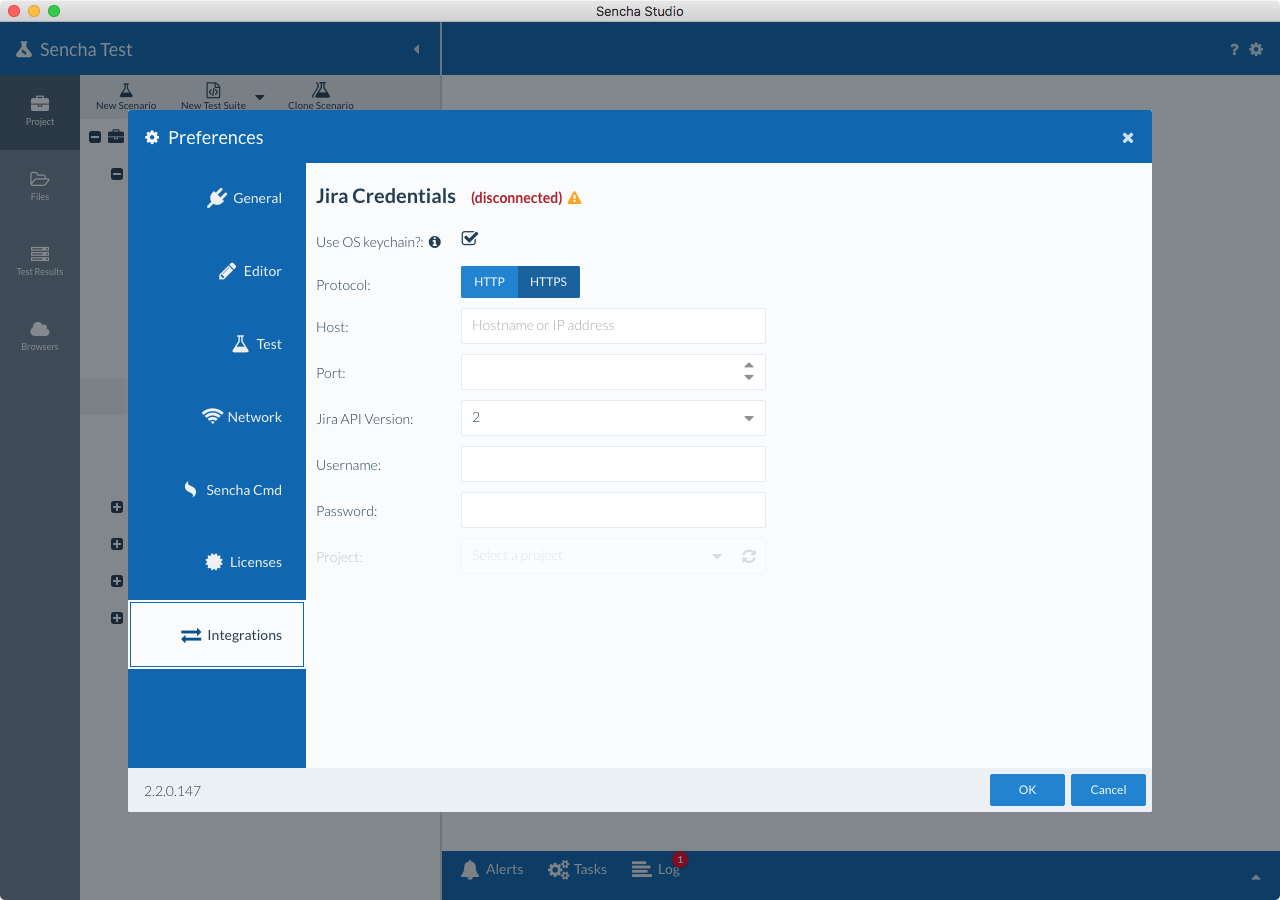 Sencha Studio
Sencha Test
?
Project
Files
Test Results
Browsers
New Scenario New Test Suite Clone Scenario
Preferences
General
Editor
Test
Network
Sencha Cmd
Licenses
Integrations
Jira Credentials (disconnected)
Use OS keychain?:
Protocol: HTTP HTTPS
Host: Hostname or IP address
Port:
Jira API Version: 2
Username:
Password:
Project: Select a project
2.2.0.147
OK Cancel
Alerts Tasks Log 1